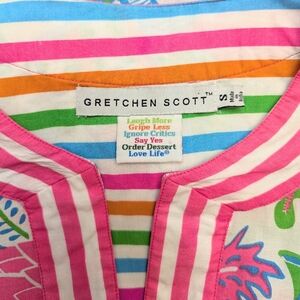 GRETCHEN SCOTT™
S
Laugh More
Gripe Less
Ignore Critics
Say Yes
Order Dessert
Love Life®